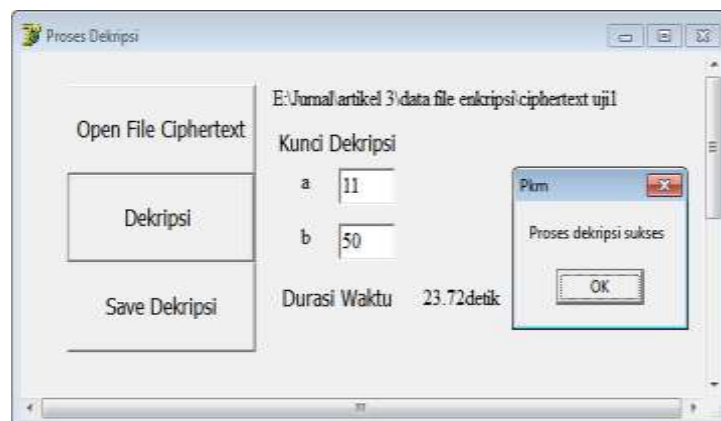 Proses Dekripsi
Open File Ciphertext
Dekripsi
Save Dekripsi
E:\Jurnal\artikel 3\data file enkripsi\ciphertext uji1
Kunci Dekripsi
a 11
b 50
Durasi Waktu 23.72detik
Pkm
Proses dekripsi sukses
OK